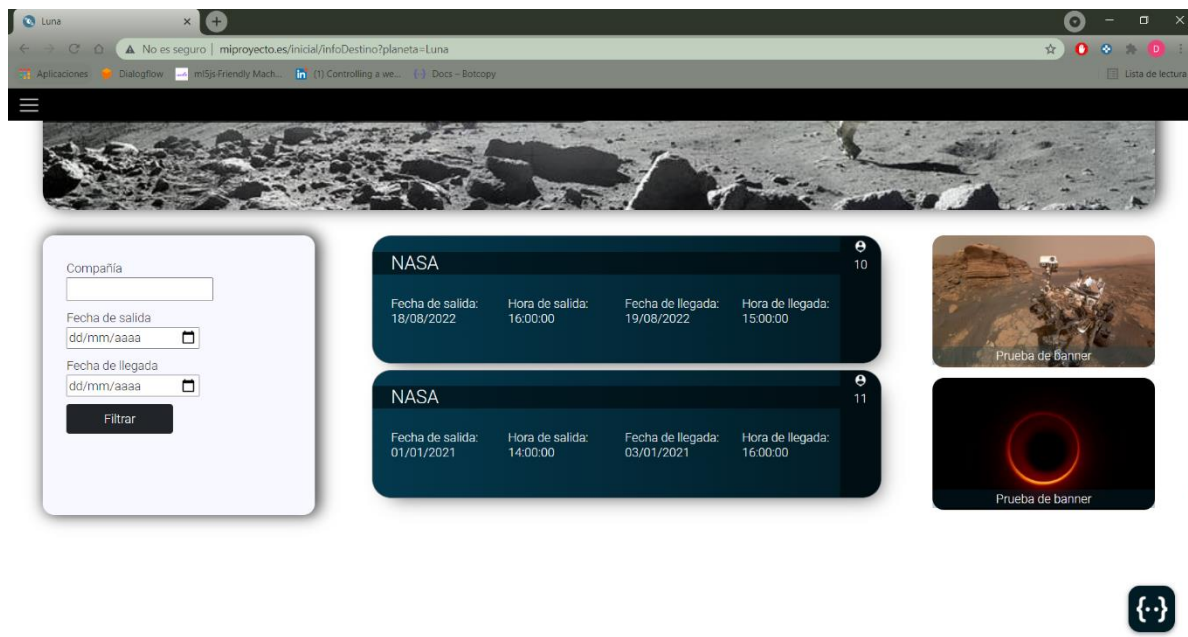 Luna
No es seguro | miproyecto.es/inicial/infoDestino?planeta=Luna
D
Aplicaciones Dialogflow ml5js·Friendly Mach... (1) Controlling a we... Docs – Botcopy Lista de lectura
Compañía
Fecha de salida
dd/mm/aaaa
Fecha de llegada
dd/mm/aaaa
Filtrar
NASA
10
Fecha de salida: Hora de salida: Fecha de llegada: Hora de llegada:
18/08/2022 16:00:00 19/08/2022 15:00:00
NASA
11
Fecha de salida: Hora de salida: Fecha de llegada: Hora de llegada:
01/01/2021 14:00:00 03/01/2021 16:00:00
Prueba de banner
Prueba de banner
{··}